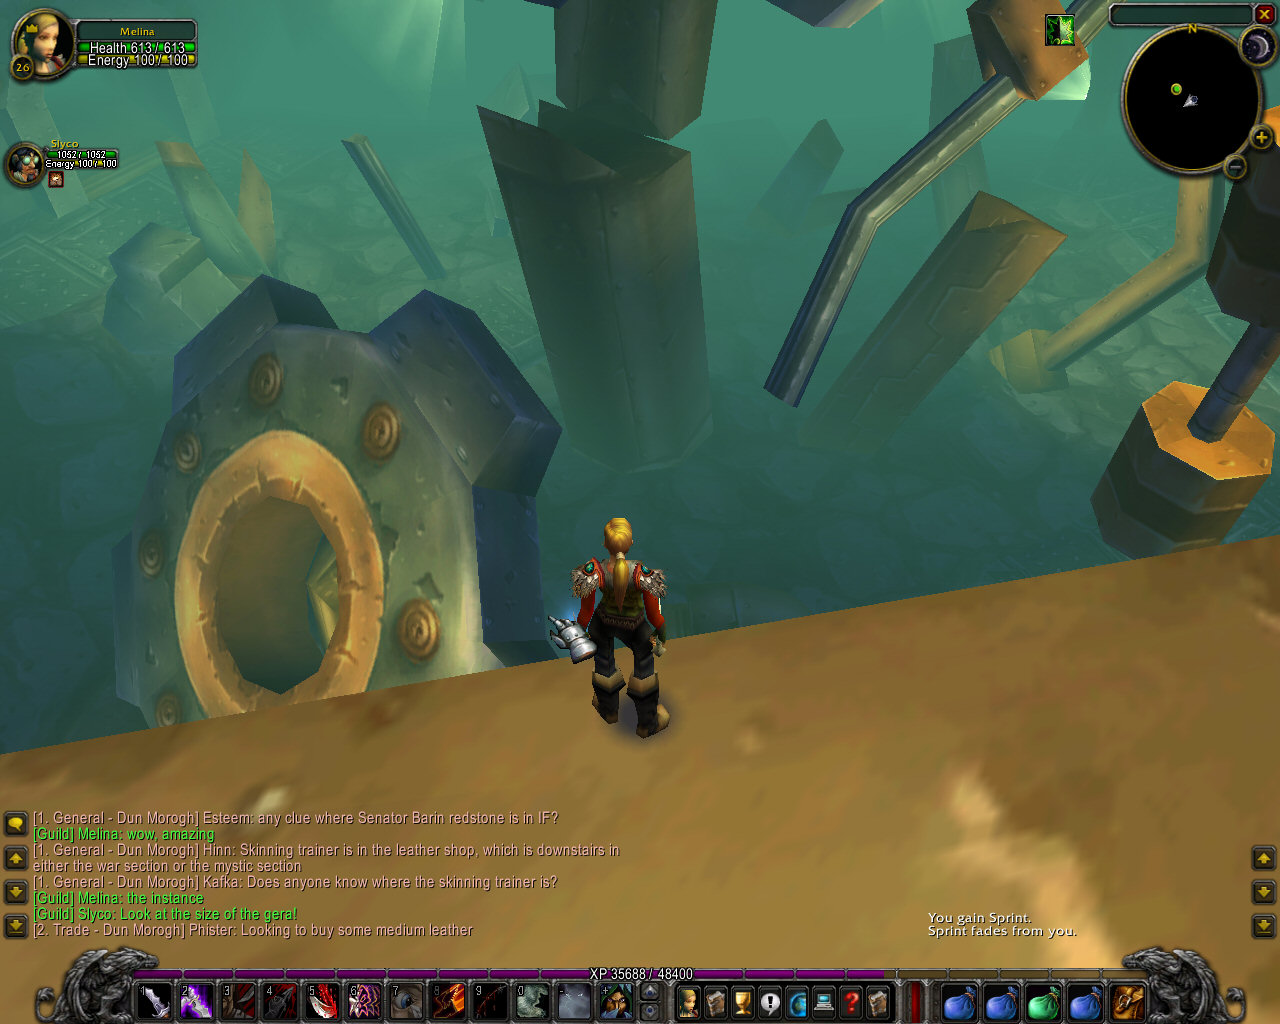 Melina
Health 613 / 613
Energy 100 / 100
26
Slyco
1052 / 1052
Energy 100 / 100
N
[1. General - Dun Morogh] Esteem: any clue where Senator Barin redstone is in IF?
[Guild] Melina: wow, amazing
[1. General - Dun Morogh] Hinn: Skinning trainer is in the leather shop, which is downstairs in
either the war section or the mystic section
[1. General - Dun Morogh] Kafka: Does anyone know where the skinning trainer is?
[Guild] Melina: the instance
[Guild] Slyco: Look at the size of the gera!
[2. Trade - Dun Morogh] Phister: Looking to buy some medium leather
You gain Sprint.
Sprint fades from you.
XP 35688 / 48400
1 2 3 4 5 6 7 8 9 0 - +